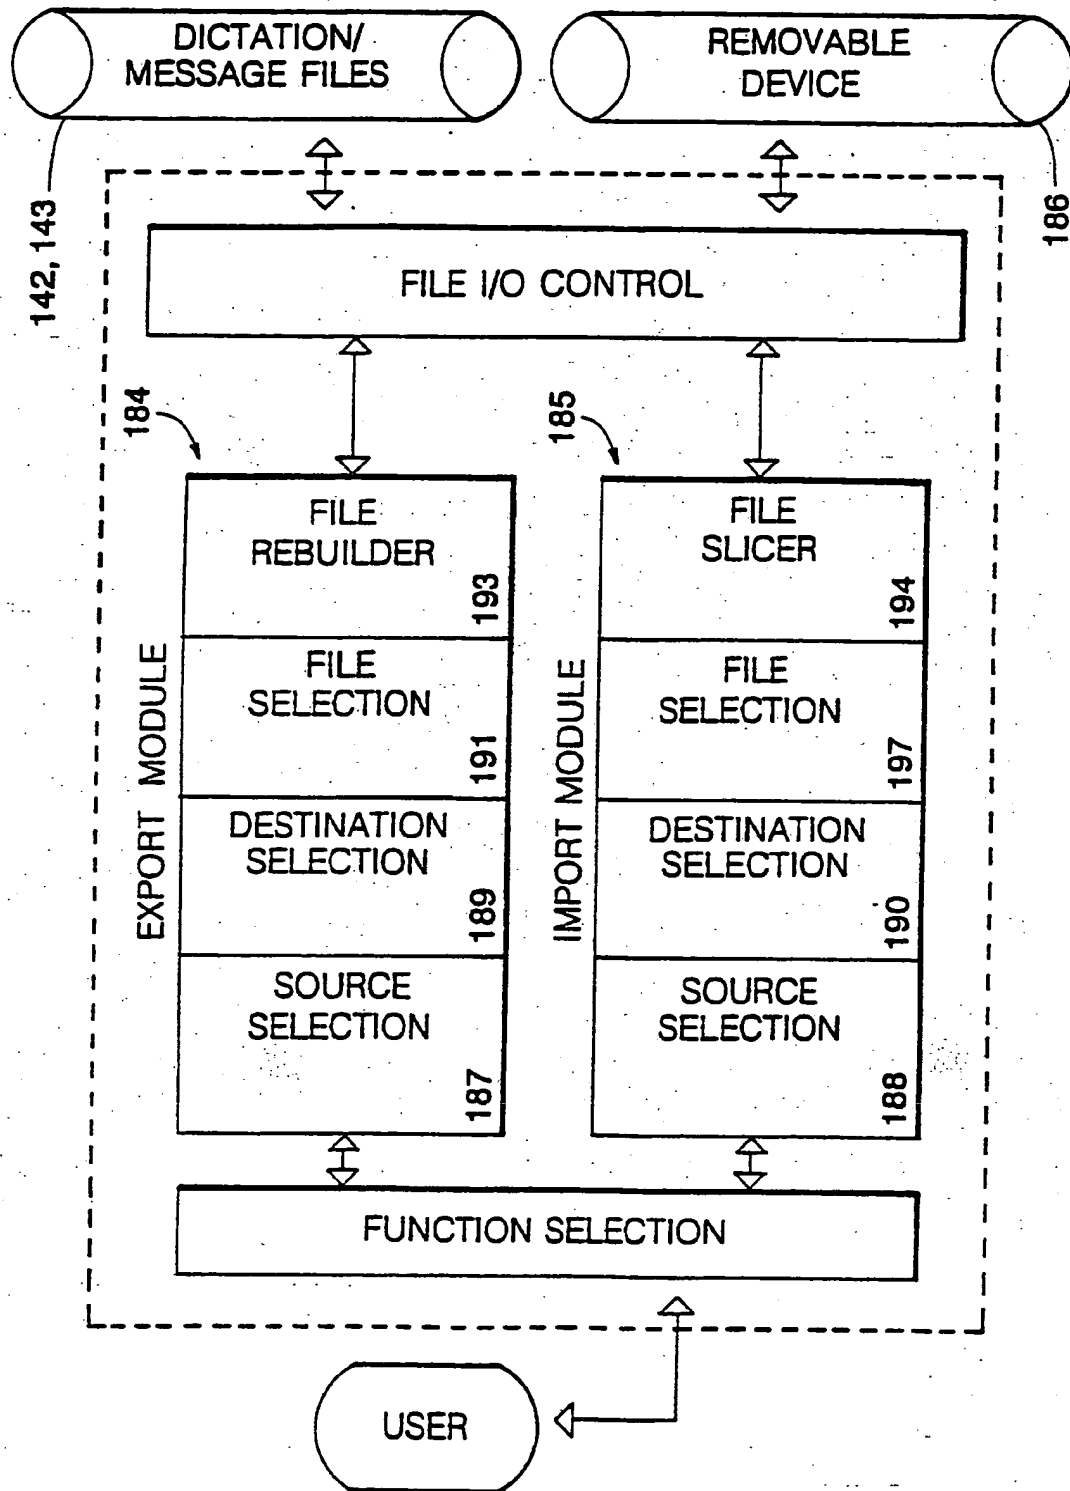 DICTATION/
MESSAGE FILES
REMOVABLE
DEVICE
142, 143
186
FILE I/O CONTROL
184
185
EXPORT MODULE
FILE
REBUILDER
193
FILE
SELECTION
191
DESTINATION
SELECTION
189
SOURCE
SELECTION
187
IMPORT MODULE
FILE
SLICER
194
FILE
SELECTION
197
DESTINATION
SELECTION
190
SOURCE
SELECTION
188
FUNCTION SELECTION
USER